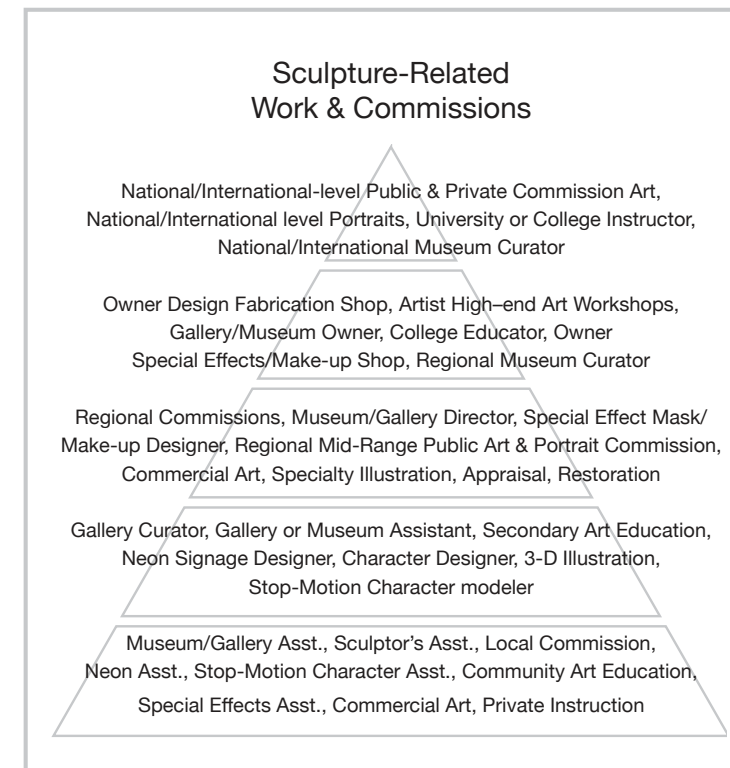 Sculpture-Related
Work & Commissions
National/International-level Public & Private Commission Art,
National/International level Portraits, University or College Instructor,
National/International Museum Curator
Owner Design Fabrication Shop, Artist High–end Art Workshops,
Gallery/Museum Owner, College Educator, Owner
Special Effects/Make-up Shop, Regional Museum Curator
Regional Commissions, Museum/Gallery Director, Special Effect Mask/
Make-up Designer, Regional Mid-Range Public Art & Portrait Commission,
Commercial Art, Specialty Illustration, Appraisal, Restoration
Gallery Curator, Gallery or Museum Assistant, Secondary Art Education,
Neon Signage Designer, Character Designer, 3-D Illustration,
Stop-Motion Character modeler
Museum/Gallery Asst., Sculptor’s Asst., Local Commission,
Neon Asst., Stop-Motion Character Asst., Community Art Education,
Special Effects Asst., Commercial Art, Private Instruction